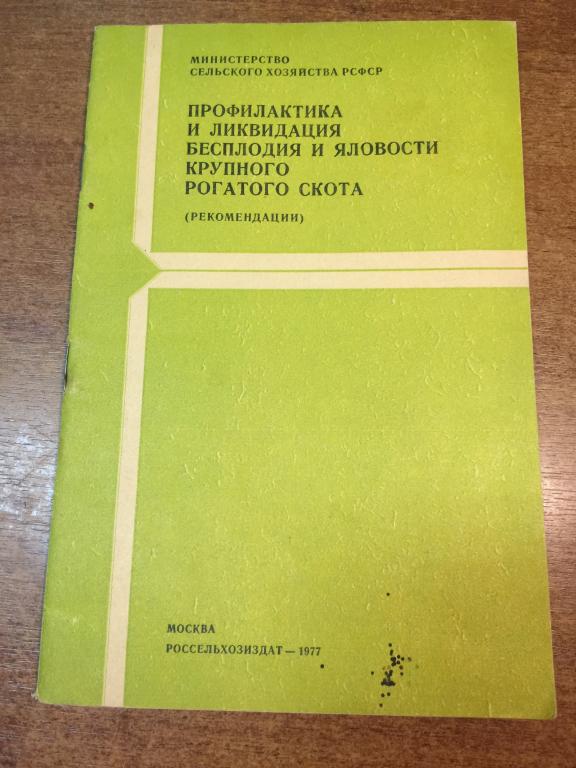 МИНИСТЕРСТВО
СЕЛЬСКОГО ХОЗЯЙСТВА РСФСР
ПРОФИЛАКТИКА
И ЛИКВИДАЦИЯ
БЕСПЛОДИЯ И ЯЛОВОСТИ
КРУПНОГО
РОГАТОГО СКОТА
(РЕКОМЕНДАЦИИ)
МОСКВА
РОССЕЛЬХОЗИЗДАТ — 1977